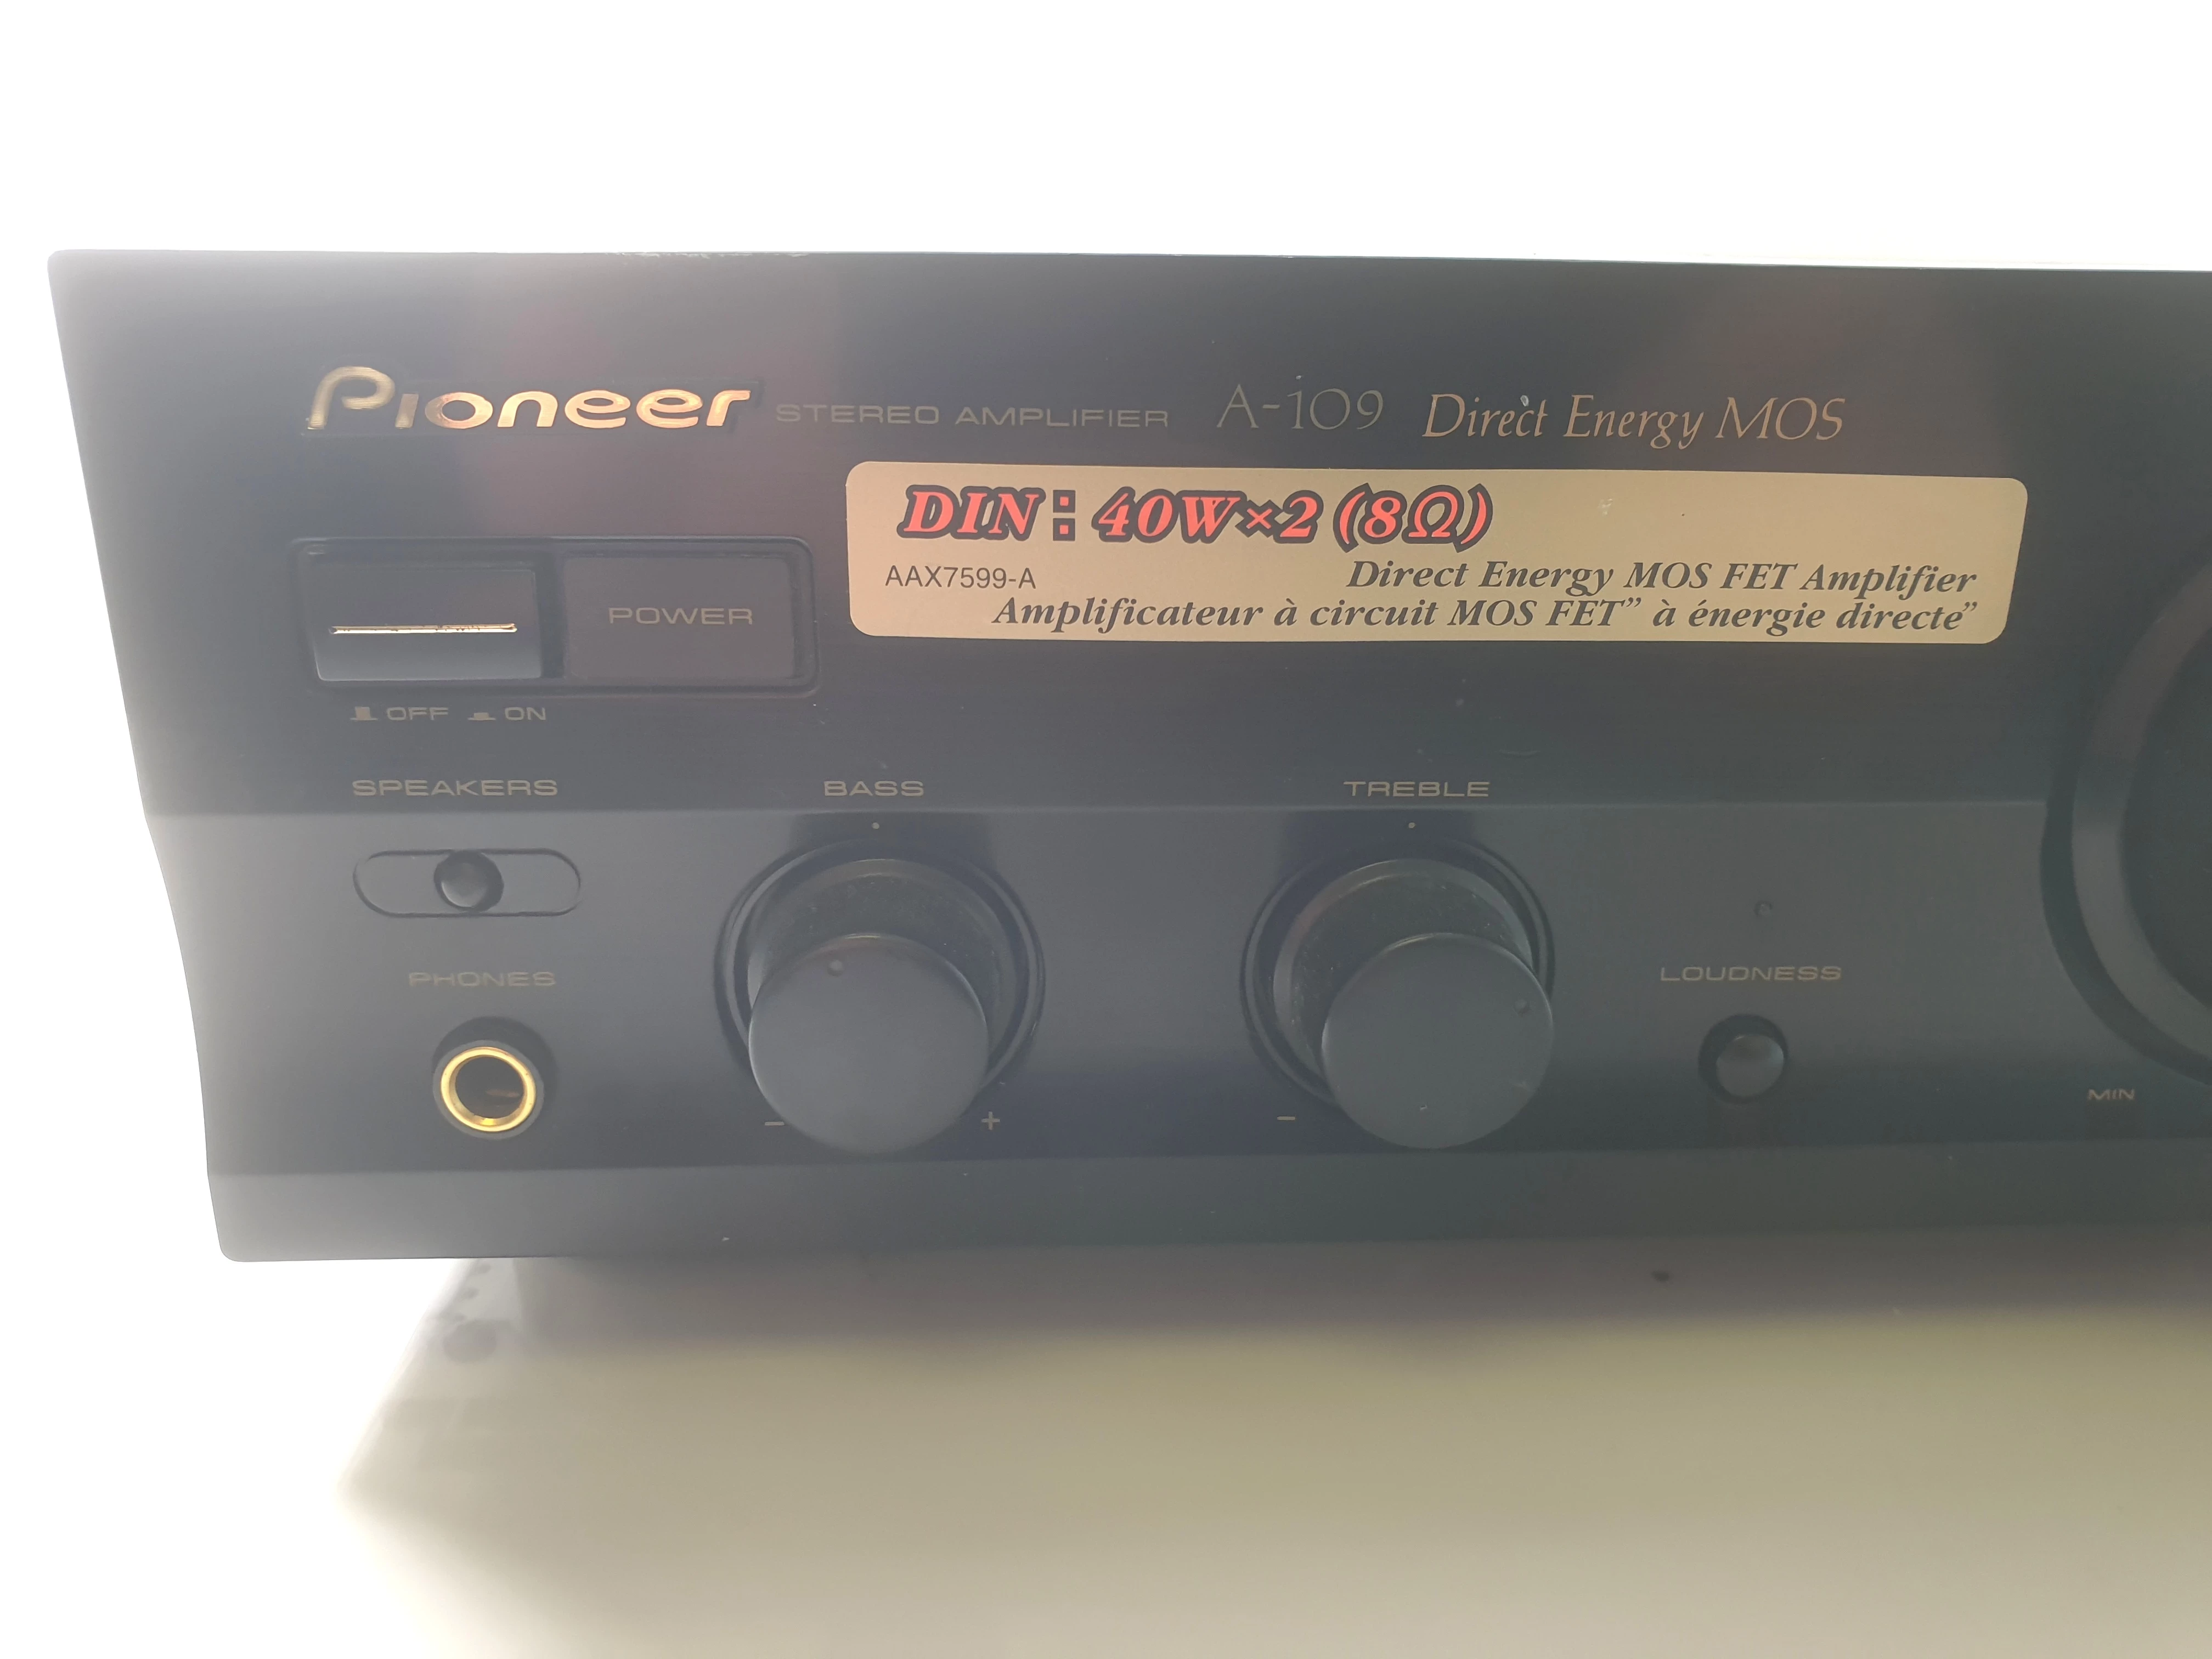 Pioneer STEREO AMPLIFIER A-109 Direct Energy MOS
DIN : 40W×2 (8Ω)
AAX7599-A Direct Energy MOS FET Amplifier
Amplificateur à circuit MOS FET" à énergie directe"
POWER
OFF ON
SPEAKERS BASS TREBLE
PHONES LOUDNESS
- + - MIN